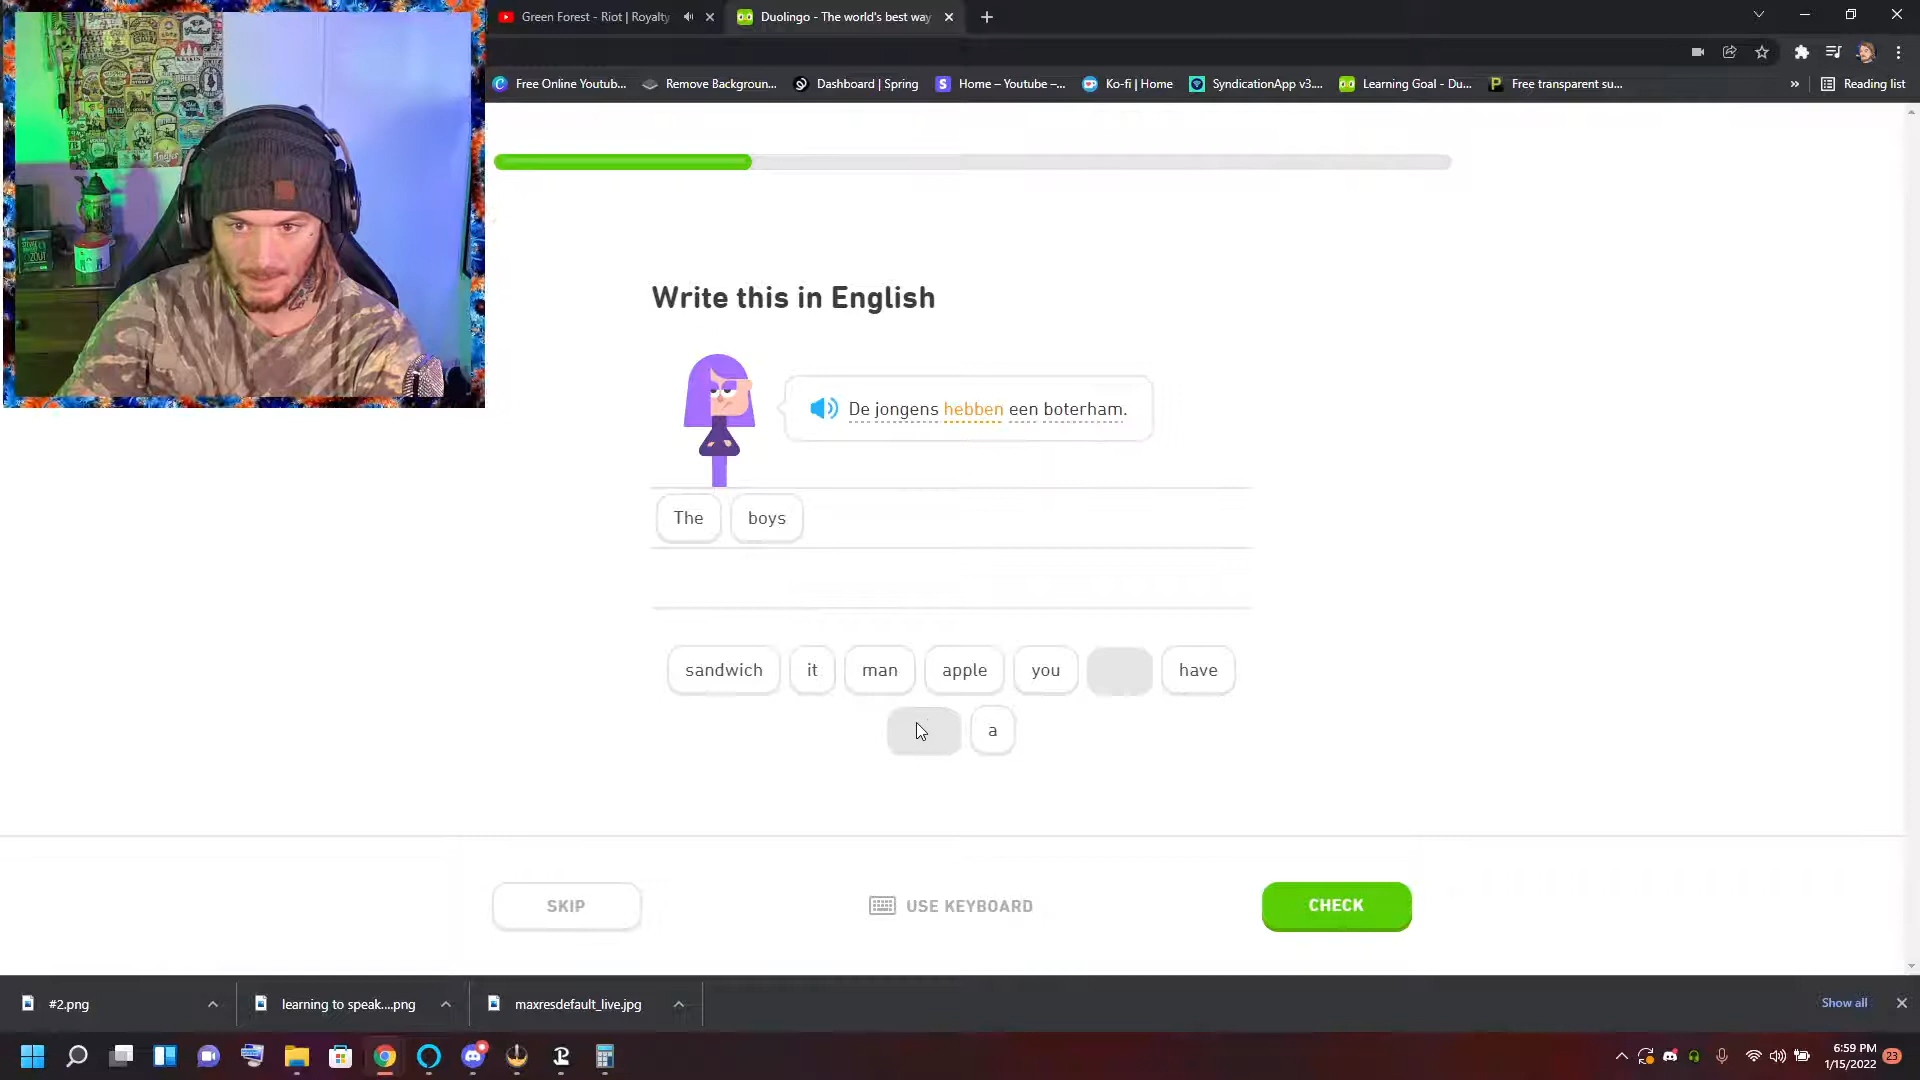 Green Forest - Riot | Royalty
Duolingo - The world's best way
Free Online Youtub...
Remove Backgroun...
Dashboard | Spring
Home – Youtube –...
Ko-fi | Home
SyndicationApp v3....
Learning Goal - Du...
Free transparent su...
»
Reading list
Write this in English
De jongens hebben een boterham.
The boys
sandwich it man apple you have
a
SKIP
USE KEYBOARD
CHECK
#2.png
learning to speak....png
maxresdefault_live.jpg
Show all
6:59 PM
1/15/2022
23